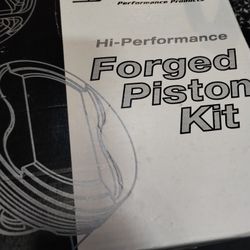 Performance Products
Hi-Performance
Forged
Piston
Kit